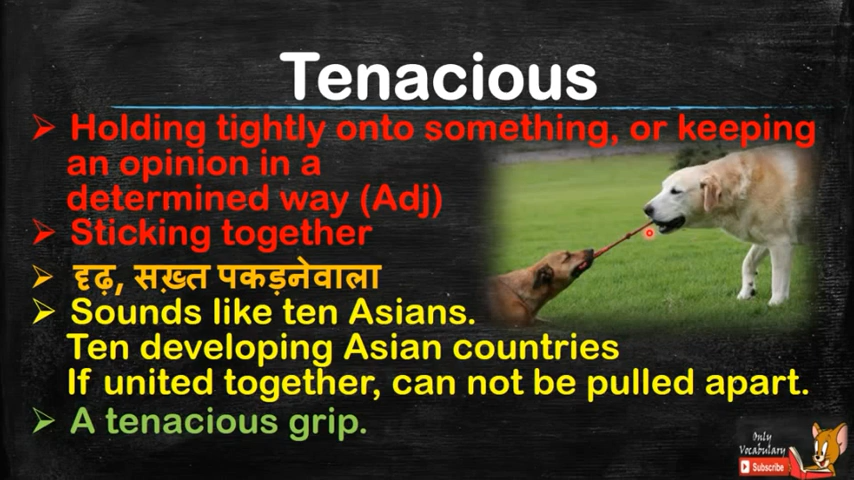 Tenacious
➢ Holding tightly onto something, or keeping
an opinion in a
determined way (Adj)
➢ Sticking together
➢ दृढ़, सख़्त पकड़नेवाला
➢ Sounds like ten Asians.
Ten developing Asian countries
If united together, can not be pulled apart.
➢ A tenacious grip.
Only
Vocabulary
Subscribe